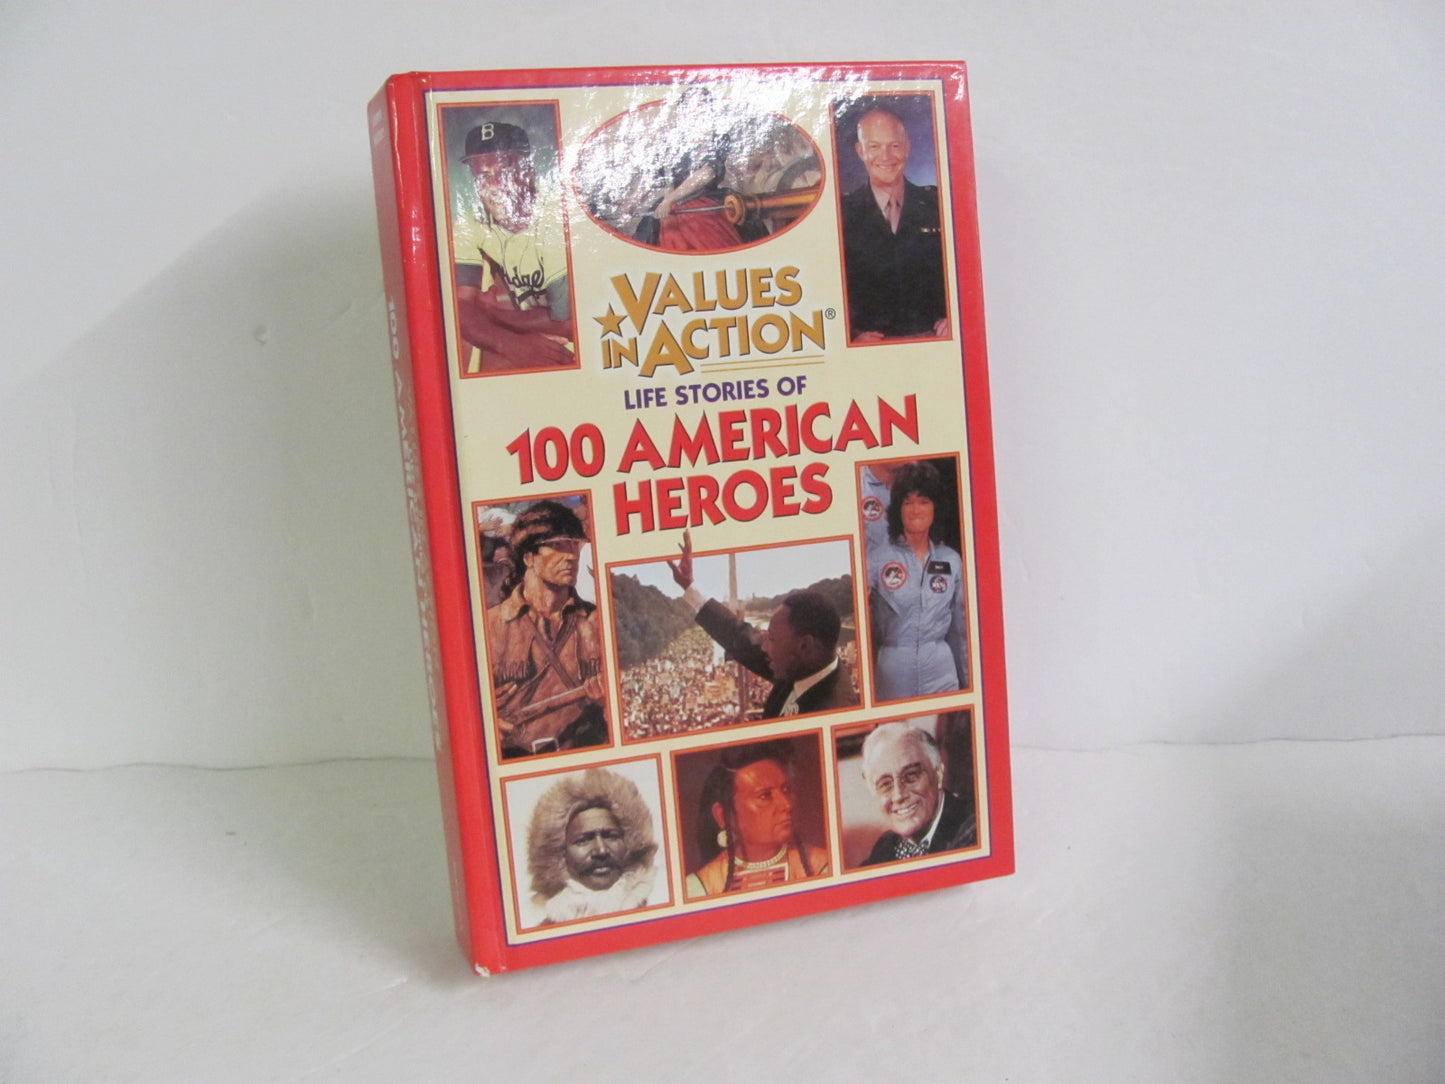 VALUES
IN ACTION®
LIFE STORIES OF
100 AMERICAN
HEROES
B
100 AMERICAN HEROES